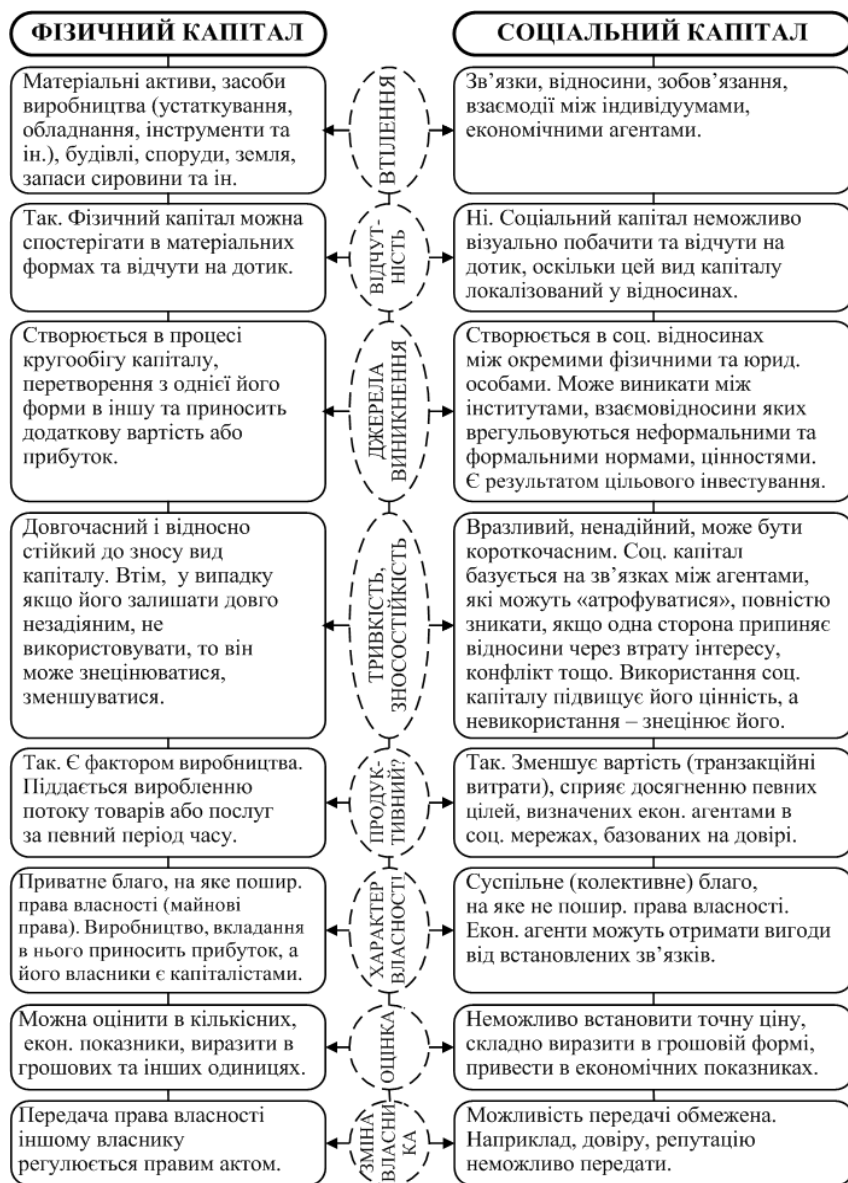 ФІЗИЧНИЙ КАПІТАЛ
СОЦІАЛЬНИЙ КАПІТАЛ
Матеріальні активи, засоби
виробництва (устаткування,
обладнання, інструменти та
ін.), будівлі, споруди, земля,
запаси сировини та ін.
ВТІЛЕННЯ
Зв’язки, відносини, зобов’язання,
взаємодії між індивідуумами,
економічними агентами.
Так. Фізичний капітал можна
спостерігати в матеріальних
формах та відчути на дотик.
ВІДЧУТ-
НІСТЬ
Ні. Соціальний капітал неможливо
візуально побачити та відчути на
дотик, оскільки цей вид капіталу
локалізований у відносинах.
Створюється в процесі
кругообігу капіталу,
перетворення з однієї його
форми в іншу та приносить
додаткову вартість або
прибуток.
ДЖЕРЕЛА
ВИНИКНЕННЯ
Створюється в соц. відносинах
між окремими фізичними та юрид.
особами. Може виникати між
інститутами, взаємовідносини яких
врегульовуються неформальними та
формальними нормами, цінностями.
Є результатом цільового інвестування.
Довгочасний і відносно
стійкий до зносу вид
капіталу. Втім, у випадку
якщо його залишати довго
незадіяним, не
використовувати, то він
може знецінюватися,
зменшуватися.
ТРИВКІСТЬ,
ЗНОСОСТІЙКІСТЬ
Вразливий, ненадійний, може бути
короткочасним. Соц. капітал
базується на зв’язках між агентами,
які можуть «атрофуватися», повністю
зникати, якщо одна сторона припиняє
відносини через втрату інтересу,
конфлікт тощо. Використання соц.
капіталу підвищує його цінність, а
невикористання – знецінює його.
Так. Є фактором виробництва.
Піддається виробленню
потоку товарів або послуг
за певний період часу.
ПРОДУК-
ТИВНИЙ?
Так. Зменшує вартість (транзакційні
витрати), сприяє досягненню певних
цілей, визначених екон. агентами в
соц. мережах, базованих на довірі.
Приватне благо, на яке пошир.
права власності (майнові
права). Виробництво, вкладання
в нього приносить прибуток, а
його власники є капіталістами.
ХАРАКТЕР
ВЛАСНОСТІ
Суспільне (колективне) благо,
на яке не пошир. права власності.
Екон. агенти можуть отримати вигоди
від встановлених зв’язків.
Можна оцінити в кількісних,
екон. показники, виразити в
грошових та інших одиницях.
ОЦІНКА
Неможливо встановити точну ціну,
складно виразити в грошовій формі,
привести в економічних показниках.
Передача права власності
іншому власнику
регулюється правим актом.
ЗМІНА
ВЛАСНИ
КА
Можливість передачі обмежена.
Наприклад, довіру, репутацію
неможливо передати.